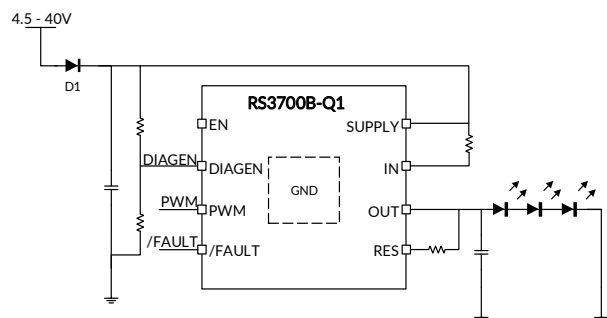 4.5 - 40V
D1
RS3700B-Q1
EN
SUPPLY
DIAGEN
DIAGEN
IN
GND
PWM
PWM
OUT
/FAULT
/FAULT
RES